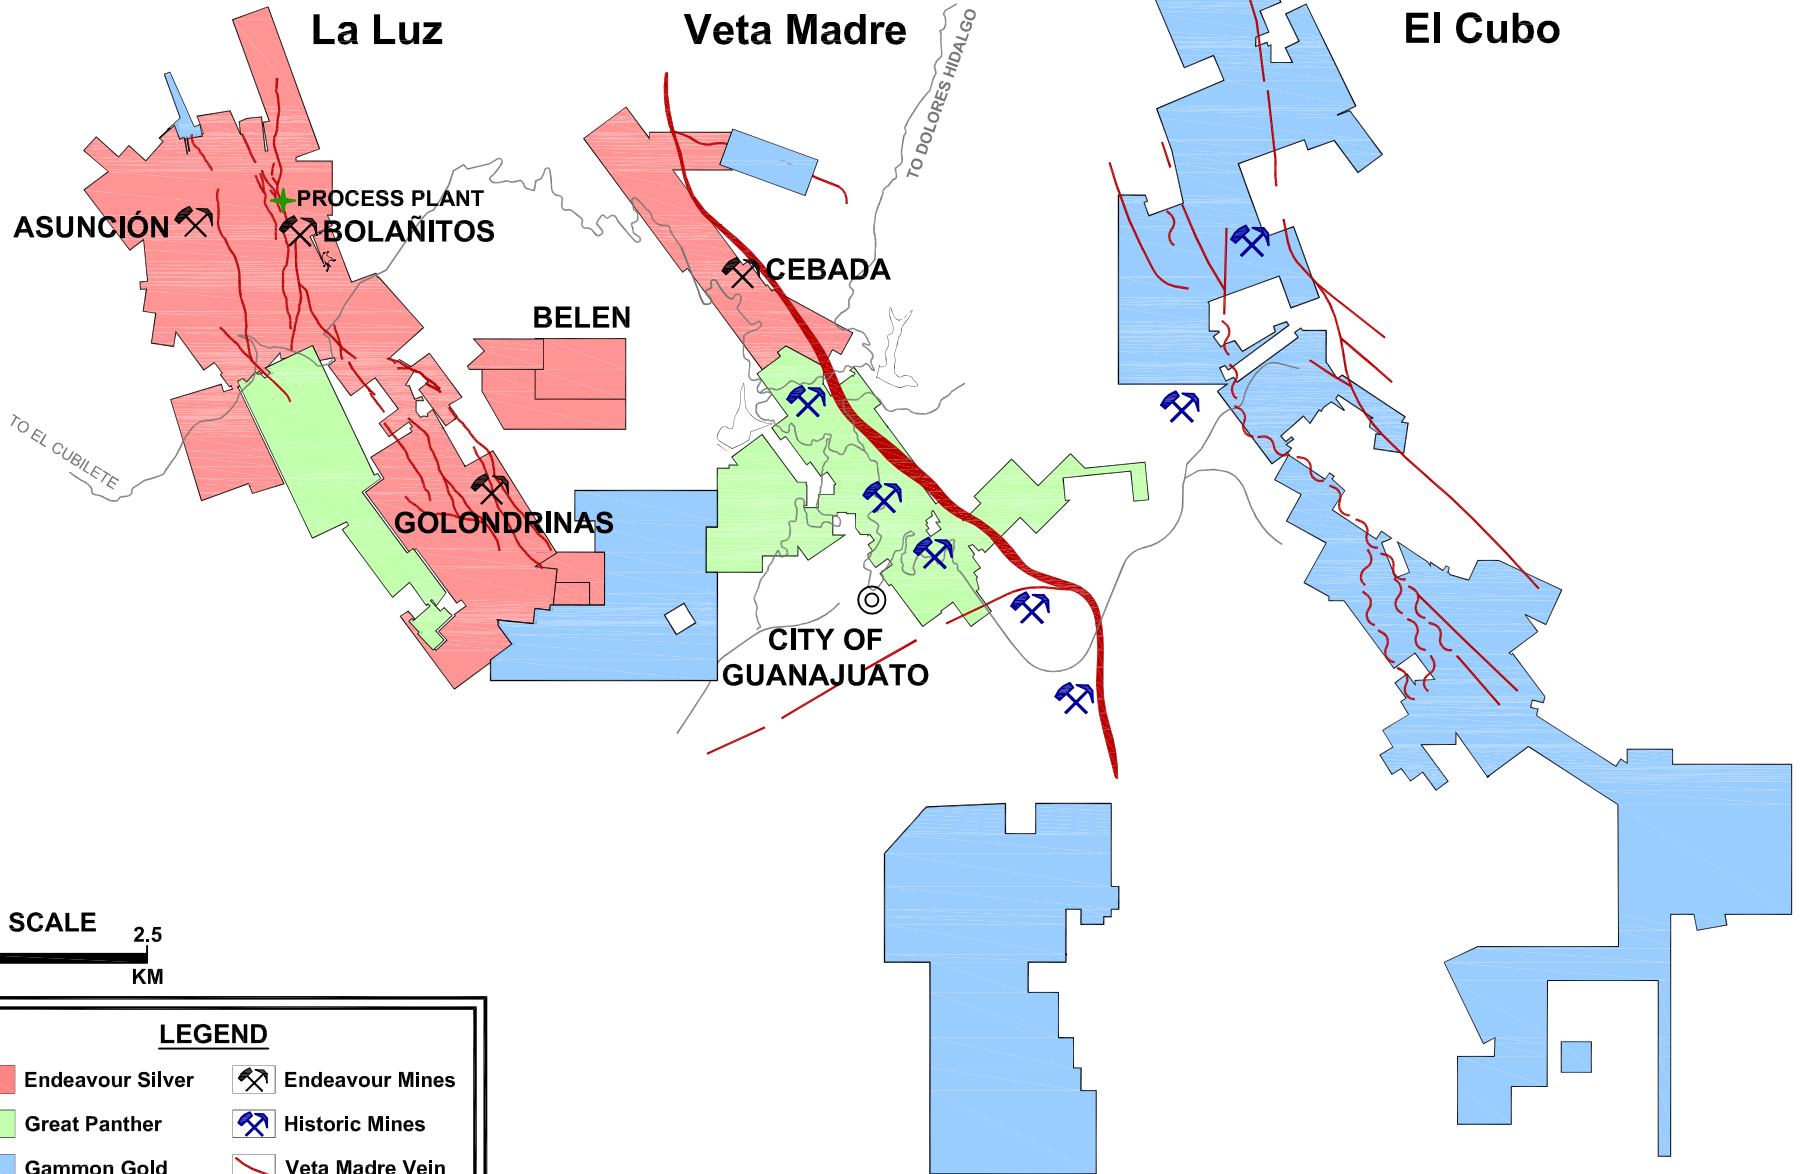 La Luz
Veta Madre
El Cubo
TO DOLORES HIDALGO
PROCESS PLANT
ASUNCIÓN
BOLAÑITOS
CEBADA
BELEN
TO EL CUBILETE
GOLONDRINAS
CITY OF
GUANAJUATO
SCALE
2.5
KM
LEGEND
Endeavour Silver
Endeavour Mines
Great Panther
Historic Mines
Gammon Gold
Veta Madre Vein